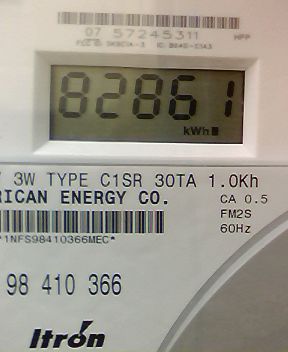 07 57245311
82861
kWh
3W TYPE C1SR 30TA 1.0Kh
RICAN ENERGY CO.
CA 0.5
FM2S
60Hz
*1NFS98410366MEC*
98 410 366
Itron